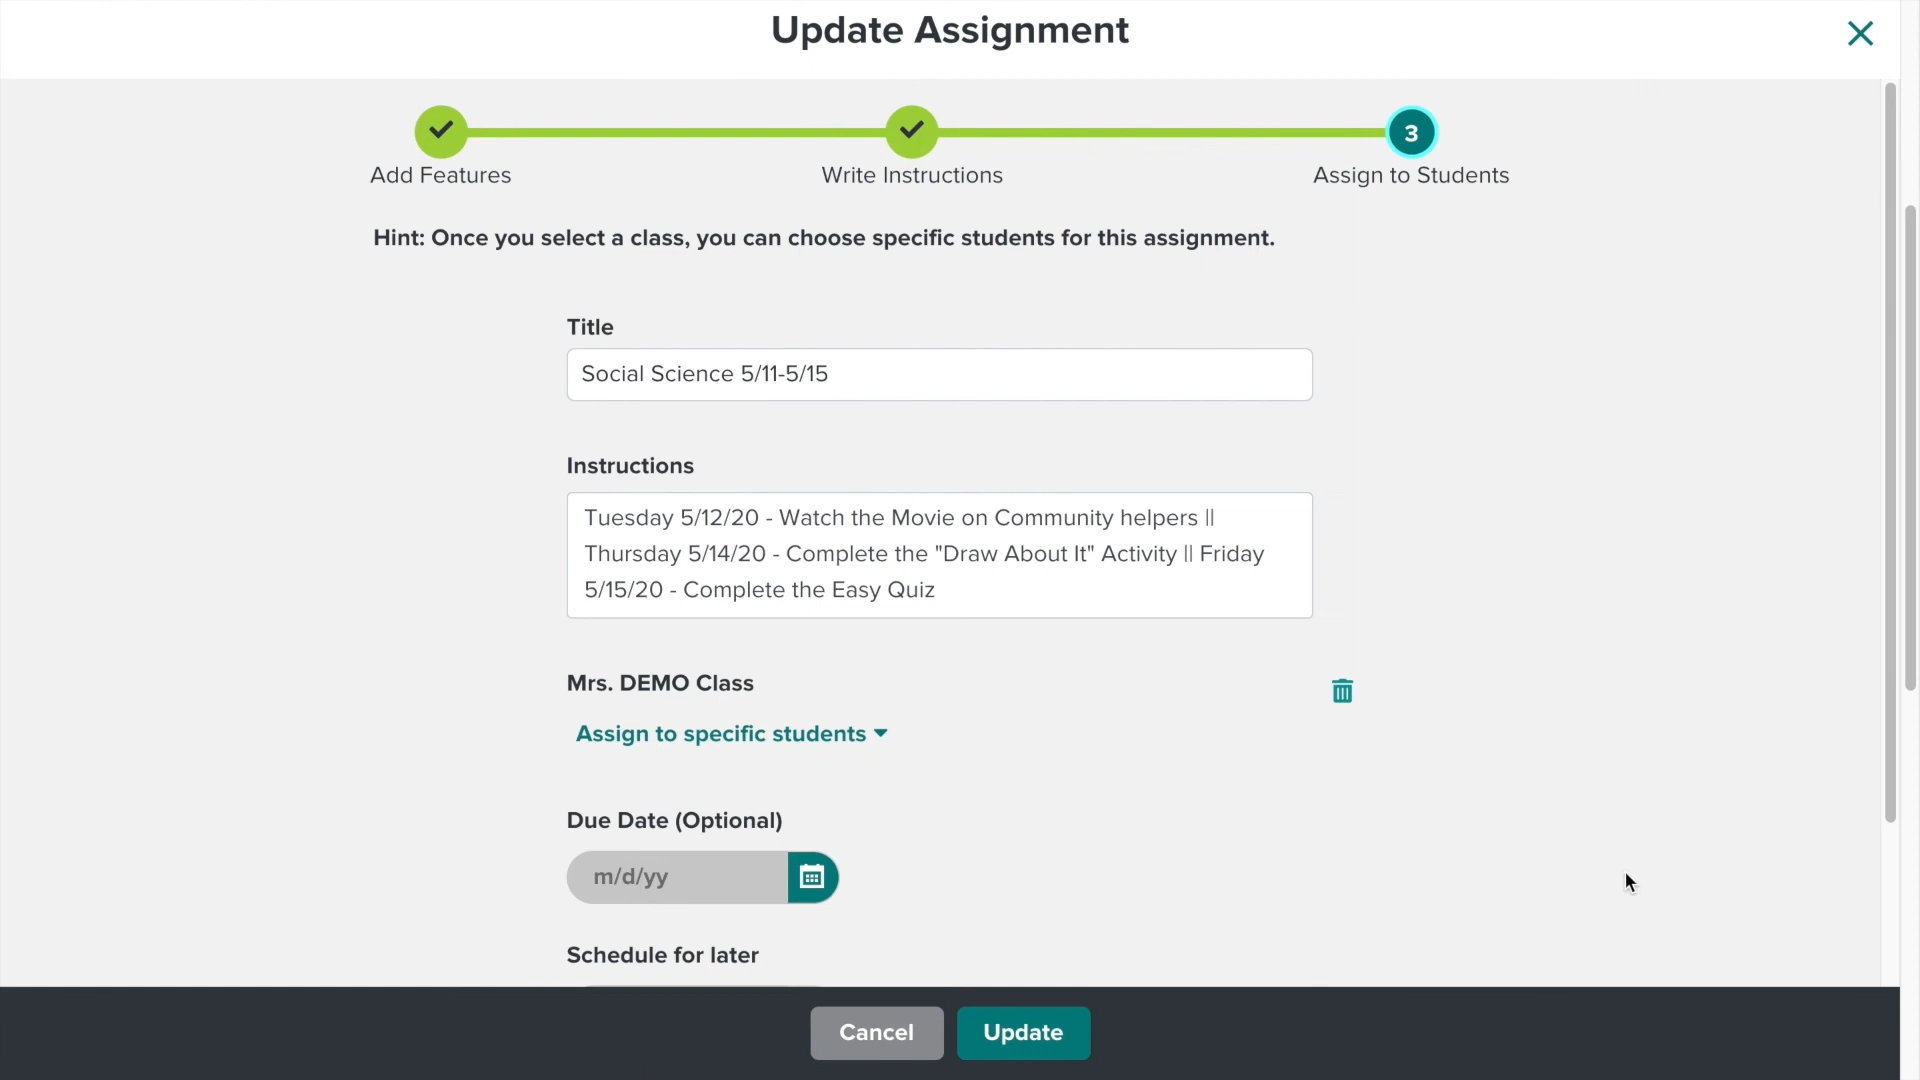 Update Assignment
3
Add Features
Write Instructions
Assign to Students
Hint: Once you select a class, you can choose specific students for this assignment.
Title
Social Science 5/11-5/15
Instructions
Tuesday 5/12/20 - Watch the Movie on Community helpers ||
Thursday 5/14/20 - Complete the "Draw About It" Activity || Friday
5/15/20 - Complete the Easy Quiz
Mrs. DEMO Class
Assign to specific students
Due Date (Optional)
m/d/yy
Schedule for later
Cancel
Update